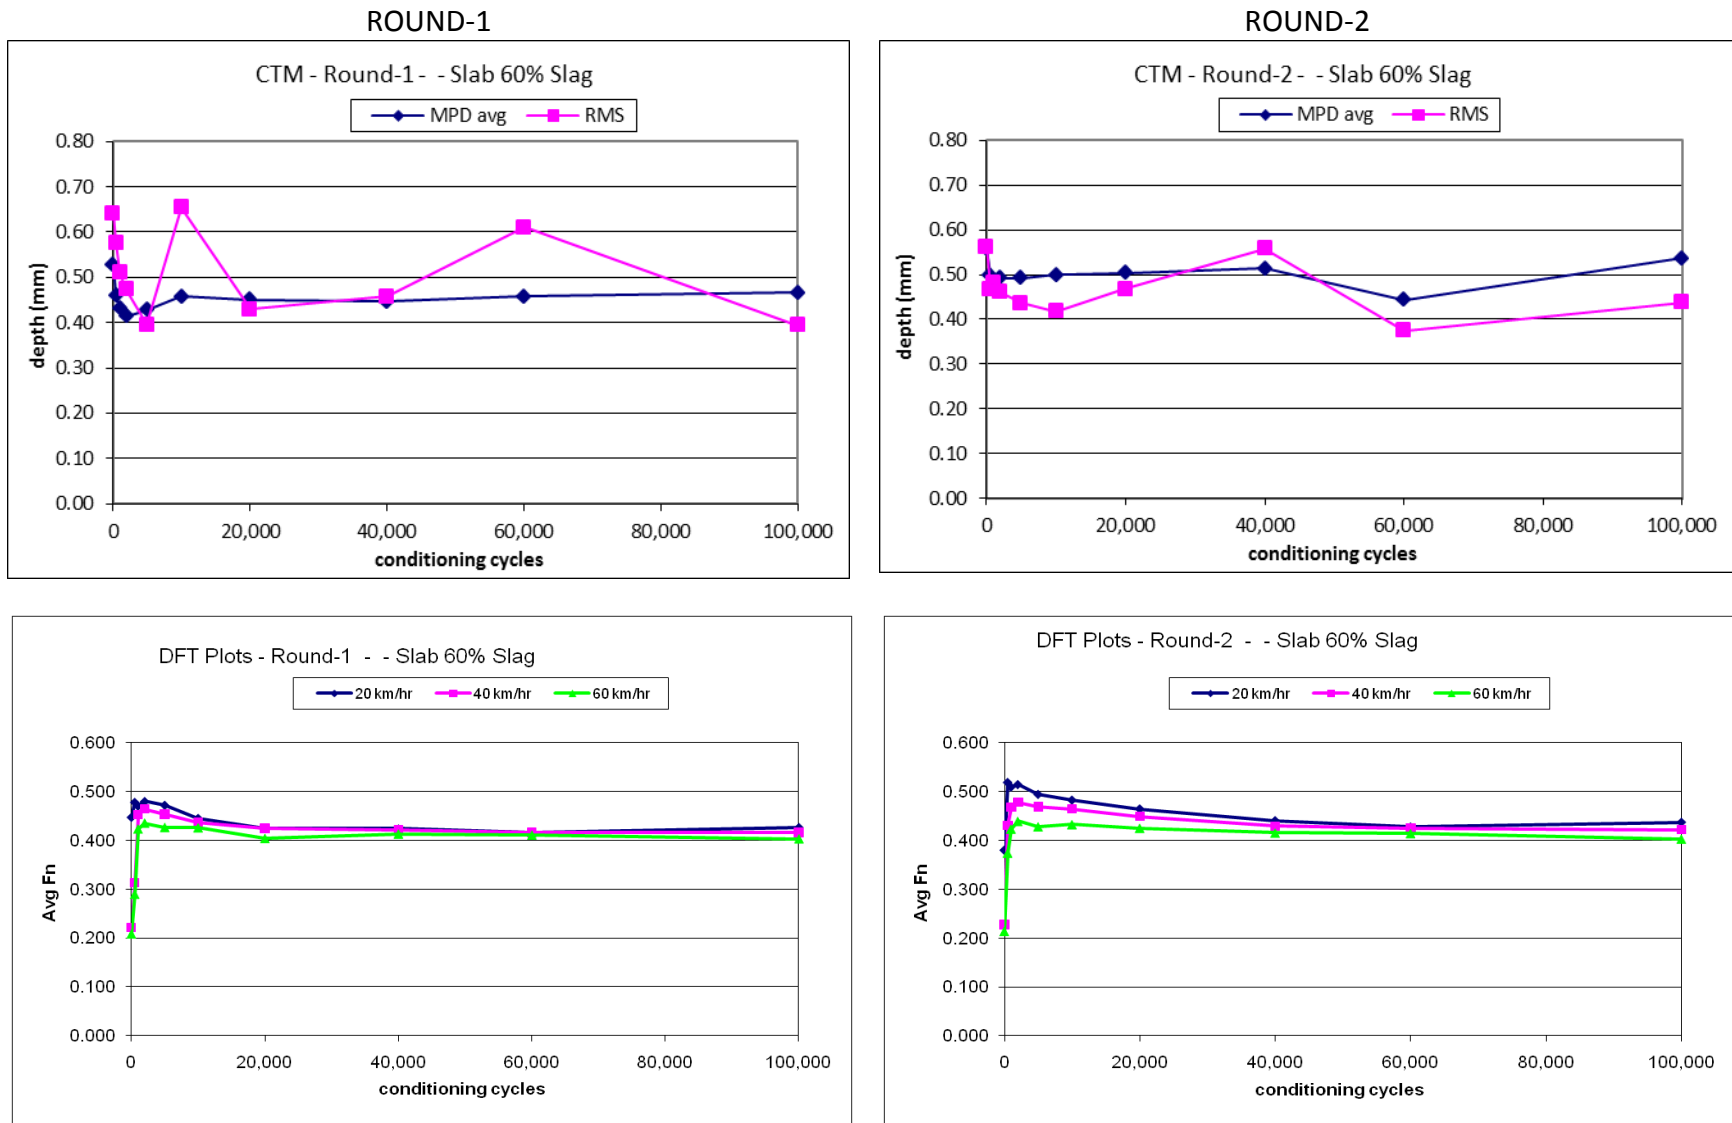 ROUND-1
ROUND-2
CTM - Round-1 - - Slab 60% Slag
MPD avg RMS
0.80
0.70
0.60
0.50
0.40
0.30
0.20
0.10
0.00
depth (mm)
0 20,000 40,000 60,000 80,000 100,000
conditioning cycles
CTM - Round-2 - - Slab 60% Slag
MPD avg RMS
0.80
0.70
0.60
0.50
0.40
0.30
0.20
0.10
0.00
depth (mm)
0 20,000 40,000 60,000 80,000 100,000
conditioning cycles
DFT Plots - Round-1 - - Slab 60% Slag
20 km/hr 40 km/hr 60 km/hr
0.600
0.500
0.400
0.300
0.200
0.100
0.000
Avg Fn
0 20,000 40,000 60,000 80,000 100,000
conditioning cycles
DFT Plots - Round-2 - - Slab 60% Slag
20 km/hr 40 km/hr 60 km/hr
0.600
0.500
0.400
0.300
0.200
0.100
0.000
Avg Fn
0 20,000 40,000 60,000 80,000 100,000
conditioning cycles